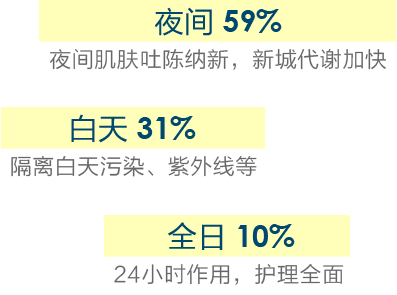 夜间 59%
夜间肌肤吐陈纳新，新城代谢加快
白天 31%
隔离白天污染、紫外线等
全日 10%
24小时作用，护理全面